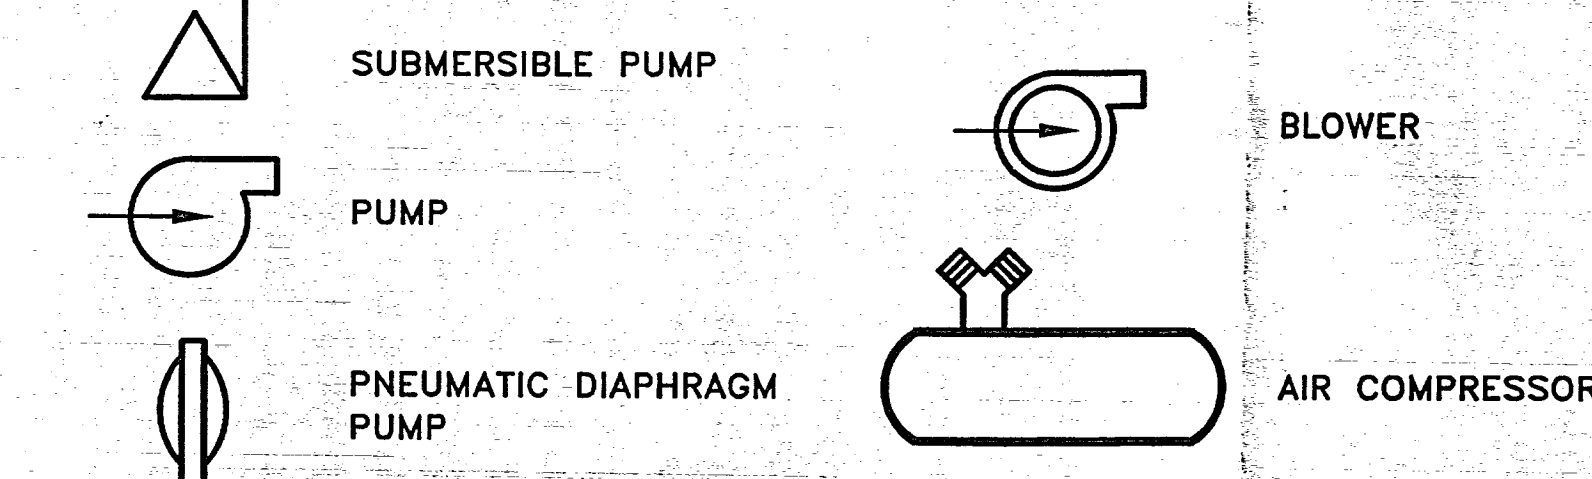 SUBMERSIBLE PUMP
PUMP
PNEUMATIC DIAPHRAGM
PUMP
BLOWER
AIR COMPRESSOR